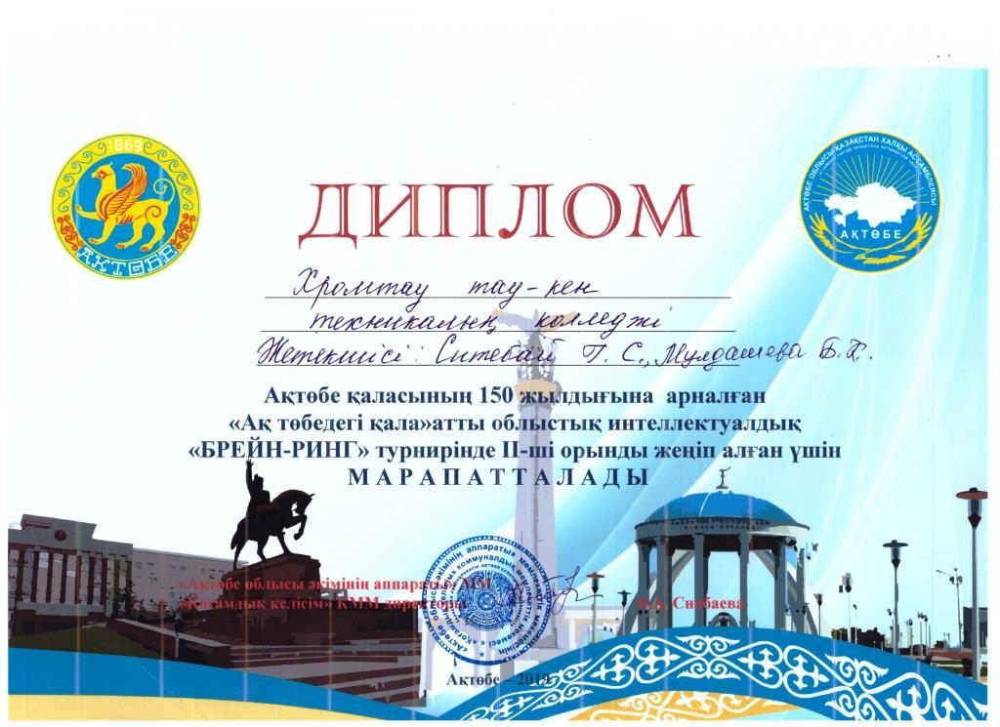 1869
АҚТӨБЕ
АҚТӨБЕ ОБЛЫСЫ ҚАЗАҚСТАН ХАЛҚЫ АССАМБЛЕЯСЫ
АҚТӨБЕ
ДИПЛОМ
Хромтау тау-кен
техникалық колледжі
Жетекшісі: Ситебай Г. С., Мулдашева Б.Т.
Ақтөбе қаласының 150 жылдығына арналған
«Ақ төбедегі қала»атты облыстық интеллектуалдық
«БРЕЙН-РИНГ» турнирінде ІІ-ші орынды жеңіп алған үшін
МАРАПАТТАЛАДЫ
«Ақтөбе облысы әкімінің аппараты» ММ
«Қоғамдық келісім» КММ директоры
Ақтөбе – 2019